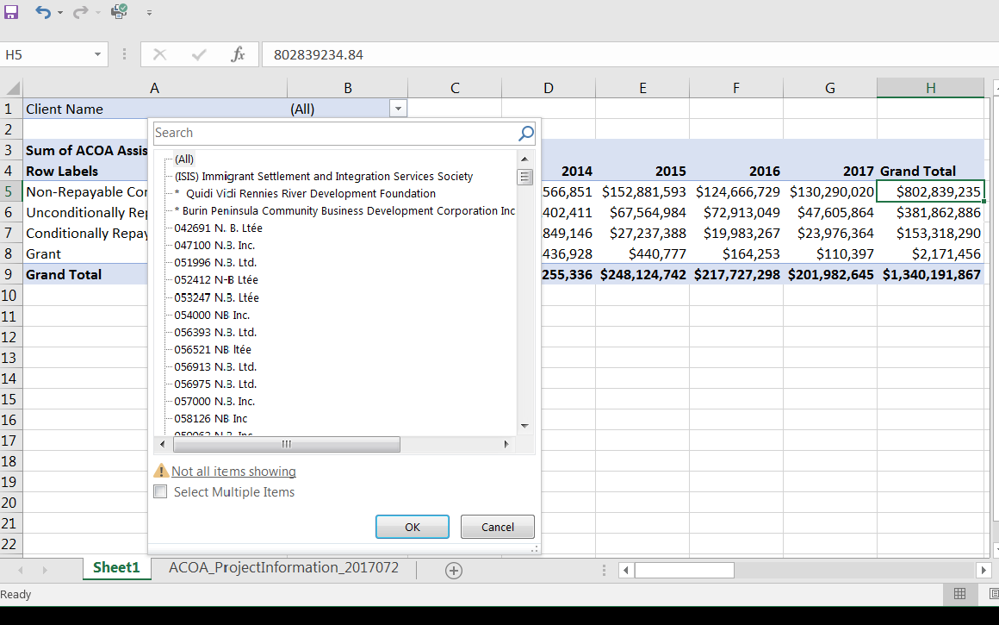 H5 fx 802839234.84
A B C D E F G H
1 Client Name (All)
2
3 Sum of ACOA Assis
4 Row Labels 2014 2015 2016 2017 Grand Total
5 Non-Repayable Cor 566,851 $152,881,593 $124,666,729 $130,290,020 $802,839,235
6 Unconditionally Rep 402,411 $67,564,984 $72,913,049 $47,605,864 $381,862,886
7 Conditionally Repay 849,146 $27,237,388 $19,983,267 $23,976,364 $153,318,290
8 Grant 436,928 $440,777 $164,253 $110,397 $2,171,456
9 Grand Total 255,336 $248,124,742 $217,727,298 $201,982,645 $1,340,191,867
10
11
12
13
14
15
16
17
18
19
20
21
22
Search
(All)
(ISIS) Immigrant Settlement and Integration Services Society
* Quidi Vidi Rennies River Development Foundation
* Burin Peninsula Community Business Development Corporation Inc
042691 N. B. Ltée
047100 N.B. Inc.
051996 N.B. Ltd.
052412 N-B Ltée
053247 N.B. Ltée
054000 NB Inc.
056393 N.B. Ltd.
056521 NB ltée
056913 N.B. Ltd.
056975 N.B. Ltd.
057000 N.B. Inc.
058126 NB Inc
Not all items showing
Select Multiple Items
OK Cancel
Sheet1 ACOA_ProjectInformation_2017072
Ready